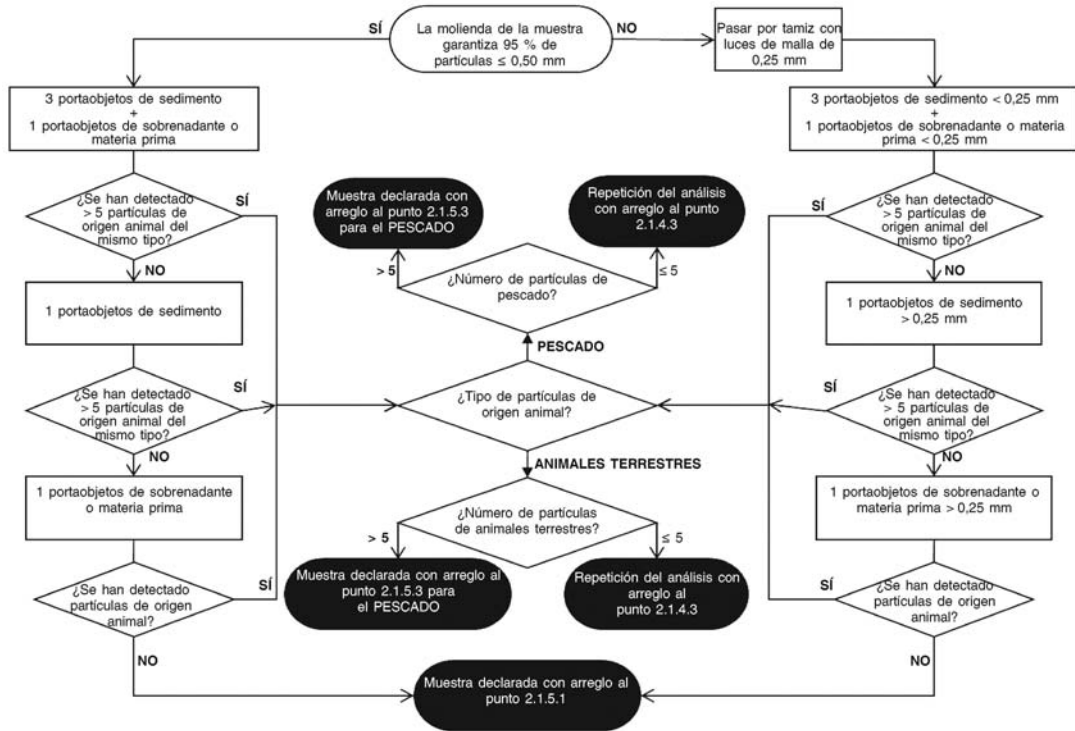 SÍ
La molienda de la muestra
garantiza 95 % de
partículas ≤ 0,50 mm
NO
Pasar por tamiz con
luces de malla de
0,25 mm
3 portaobjetos de sedimento
+
1 portaobjetos de sobrenadante o
materia prima
3 portaobjetos de sedimento < 0,25 mm
+
1 portaobjetos de sobrenadante o materia
prima < 0,25 mm
¿Se han detectado
> 5 partículas de
origen animal del
mismo tipo?
SÍ
Muestra declarada con
arreglo al punto 2.1.5.3
para el PESCADO
Repetición del análisis
con arreglo al punto
2.1.4.3
SÍ
¿Se han detectado
> 5 partículas de
origen animal del
mismo tipo?
NO
> 5
¿Número de partículas de
pescado?
≤ 5
NO
1 portaobjetos de sedimento
1 portaobjetos de sedimento
> 0,25 mm
PESCADO
¿Se han detectado
> 5 partículas de
origen animal del
mismo tipo?
SÍ
¿Tipo de partículas de
origen animal?
SÍ
¿Se han detectado
> 5 partículas de
origen animal del
mismo tipo?
NO
ANIMALES TERRESTRES
NO
1 portaobjetos de sobrenadante
o materia prima
¿Número de partículas
de animales terrestres?
1 portaobjetos de sobrenadante o
materia prima > 0,25 mm
> 5
≤ 5
¿Se han detectado
partículas de origen
animal?
SÍ
Muestra declarada con arreglo al
punto 2.1.5.3 para
el PESCADO
Repetición del análisis con
arreglo al
punto 2.1.4.3
SÍ
¿Se han detectado
partículas de origen
animal?
NO
Muestra declarada con arreglo al
punto 2.1.5.1
NO